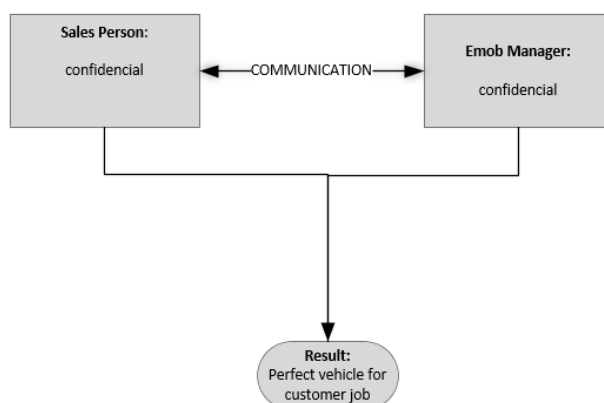 Sales Person:
confidencial
COMMUNICATION
Emob Manager:
confidencial
Result:
Perfect vehicle for
customer job